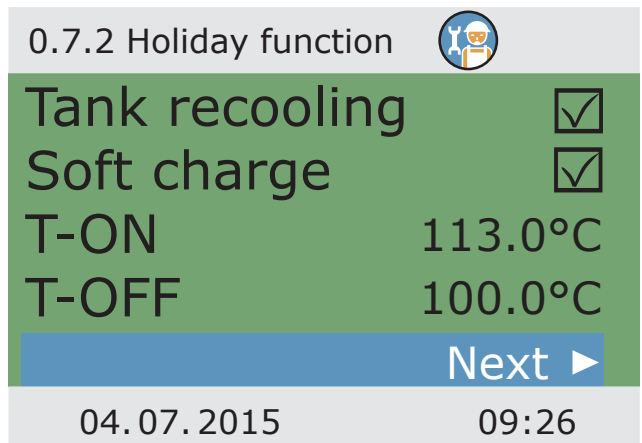 0.7.2 Holiday function
Tank recooling
Soft charge
T-ON 113.0°C
T-OFF 100.0°C
Next ►
04.07.2015 09:26